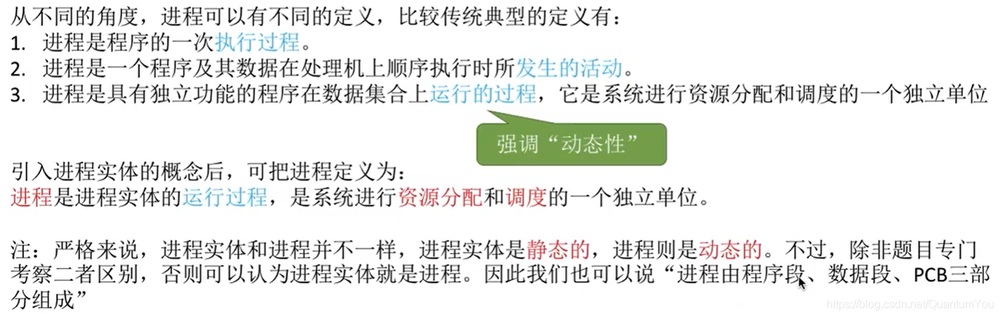 从不同的角度，进程可以有不同的定义，比较传统典型的定义有：
1. 进程是程序的一次执行过程。
2. 进程是一个程序及其数据在处理机上顺序执行时所发生的活动。
3. 进程是具有独立功能的程序在数据集合上运行的过程，它是系统进行资源分配和调度的一个独立单位
强调“动态性”
引入进程实体的概念后，可把进程定义为：
进程是进程实体的运行过程，是系统进行资源分配和调度的一个独立单位。
注：严格来说，进程实体和进程并不一样，进程实体是静态的，进程则是动态的。不过，除非题目专门
考察二者区别，否则可以认为进程实体就是进程。因此我们也可以说“进程由程序段、数据段、PCB三部
分组成”
https://blog.csdn.net/QuantumYou